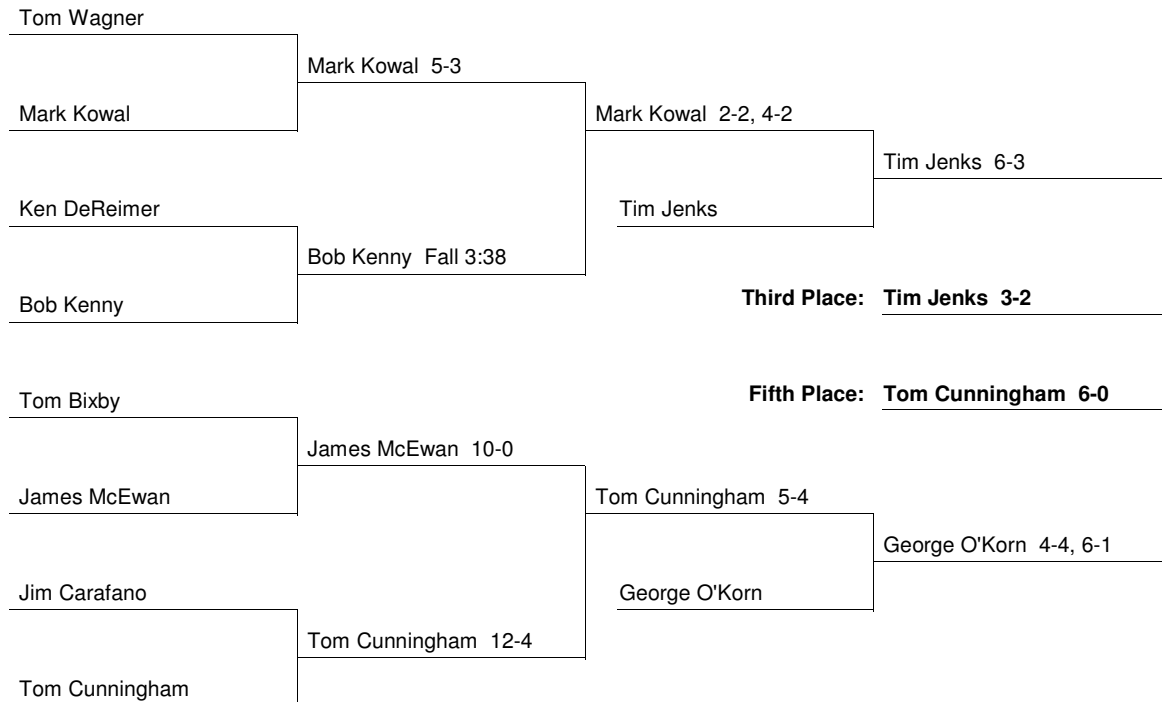 Tom Wagner
Mark Kowal  5-3
Mark Kowal
Mark Kowal  2-2, 4-2
Tim Jenks  6-3
Ken DeReimer
Tim Jenks
Bob Kenny  Fall 3:38
Bob Kenny
Third Place:  Tim Jenks  3-2
Tom Bixby
Fifth Place:  Tom Cunningham  6-0
James McEwan  10-0
James McEwan
Tom Cunningham  5-4
George O'Korn  4-4, 6-1
Jim Carafano
George O'Korn
Tom Cunningham  12-4
Tom Cunningham